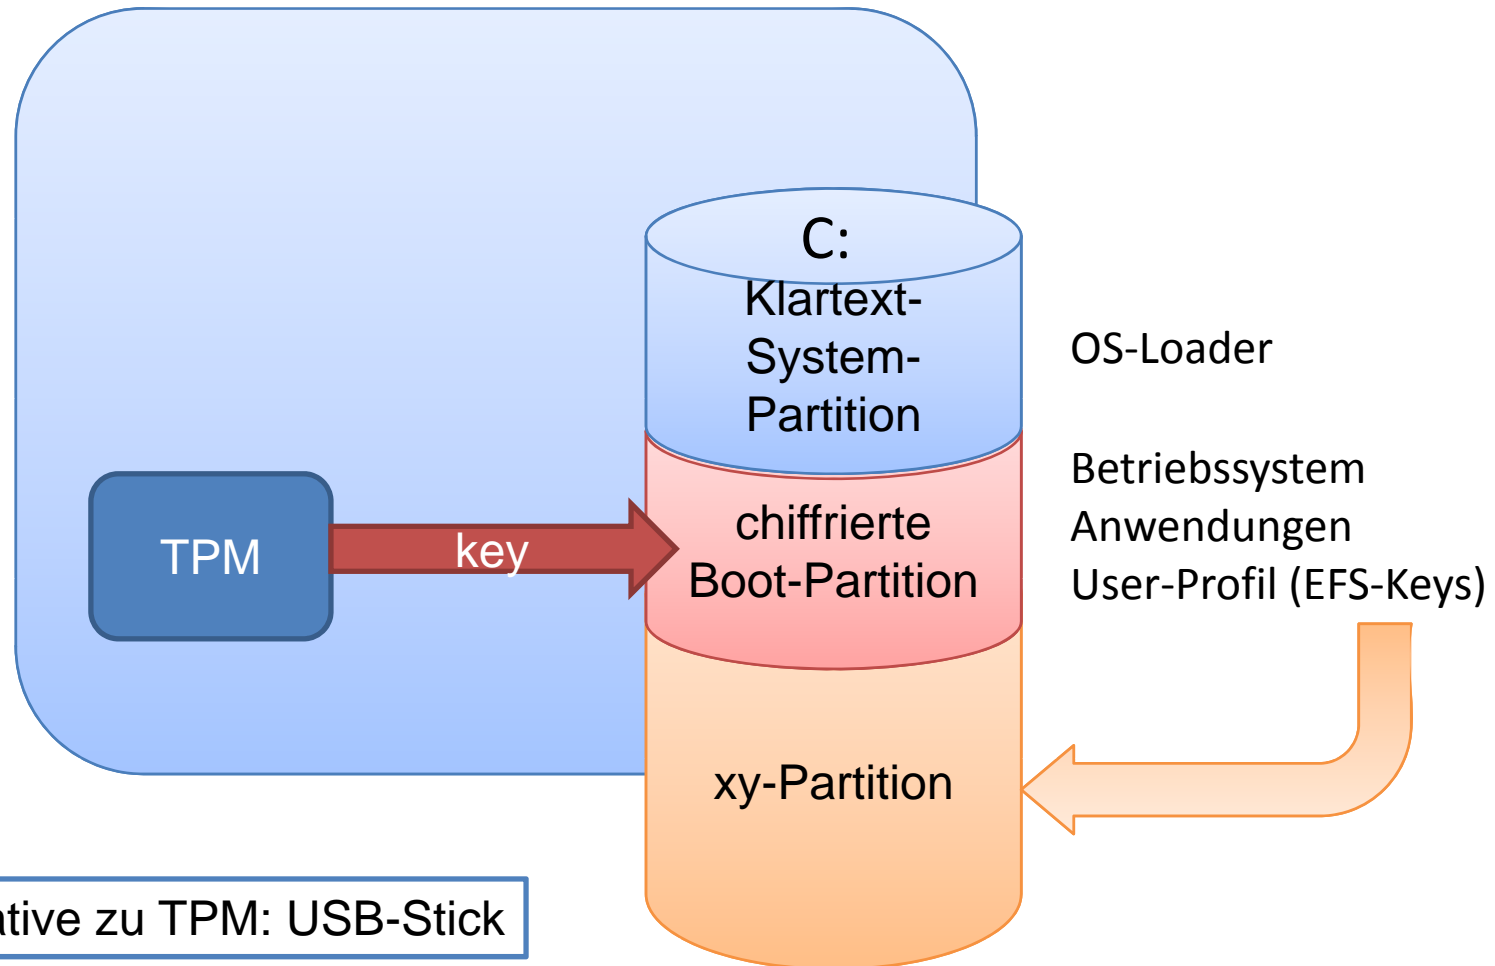 C:
Klartext-
System-
Partition
OS-Loader
Betriebssystem
Anwendungen
User-Profil (EFS-Keys)
TPM
key
chiffrierte
Boot-Partition
xy-Partition
zu TPM: USB-Stick